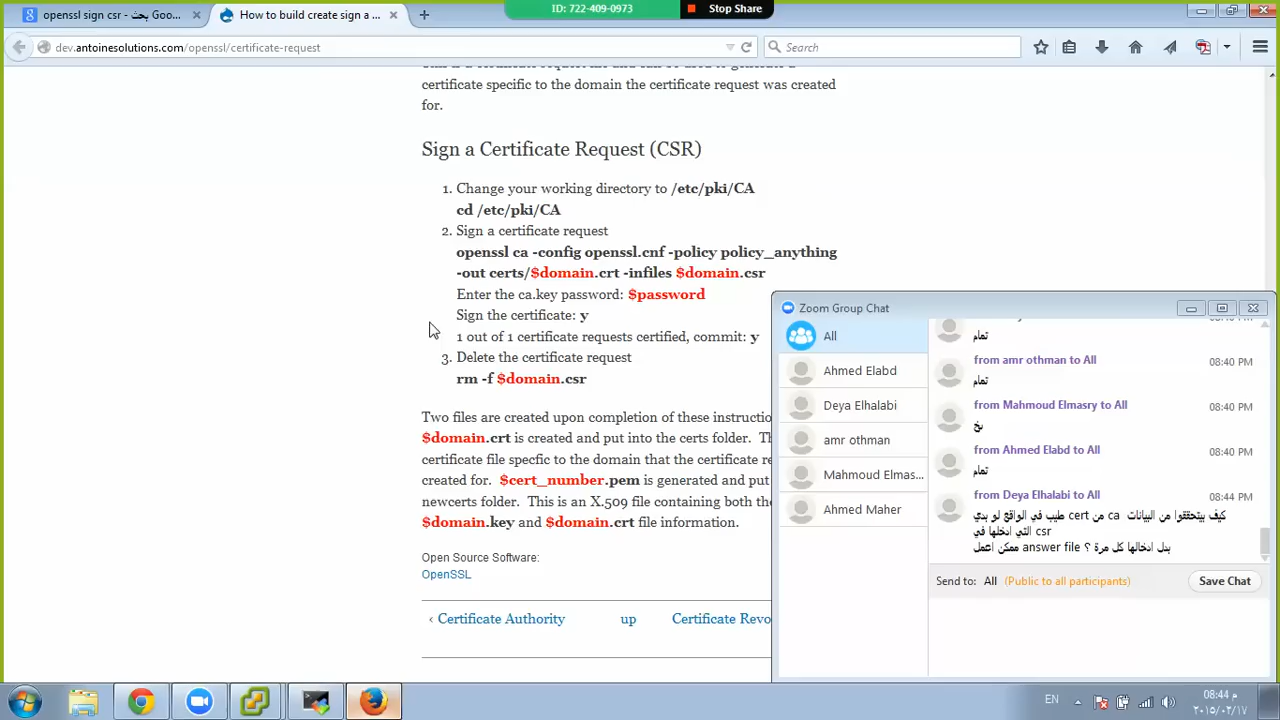 openssl sign csr - بحث Goo...
How to build create sign a ...
ID: 722-409-0973
Stop Share
dev.antoinesolutions.com/openssl/certificate-request
Search
certificate specific to the domain the certificate request was created
for.
Sign a Certificate Request (CSR)
1. Change your working directory to /etc/pki/CA
cd /etc/pki/CA
2. Sign a certificate request
openssl ca -config openssl.cnf -policy policy_anything
-out certs/$domain.crt -infiles $domain.csr
Enter the ca.key password: $password
Sign the certificate: y
1 out of 1 certificate requests certified, commit: y
3. Delete the certificate request
rm -f $domain.csr
Two files are created upon completion of these instructio
$domain.crt is created and put into the certs folder. Th
certificate file specfic to the domain that the certificate re
created for. $cert_number.pem is generated and put
newcerts folder. This is an X.509 file containing both the
$domain.key and $domain.crt file information.
Open Source Software:
OpenSSL
‹ Certificate Authority
up
Certificate Revo
Zoom Group Chat
All
Ahmed Elabd
Deya Elhalabi
amr othman
Mahmoud Elmas...
Ahmed Maher
تمام
from amr othman to All
08:40 PM
تمام
from Mahmoud Elmasry to All
08:40 PM
from Ahmed Elabd to All
08:40 PM
تمام
from Deya Elhalabi to All
08:44 PM
كيف بيتحققوا من البيانات ca من cert طيب في الواقع لو بدي
csr التي ادخلها في
بدل ادخالها كل مرة ؟ answer file ممكن اعمل
Send to: All (Public to all participants)
Save Chat
EN
08:44 م
٢٠١٥/٠٢/١٧